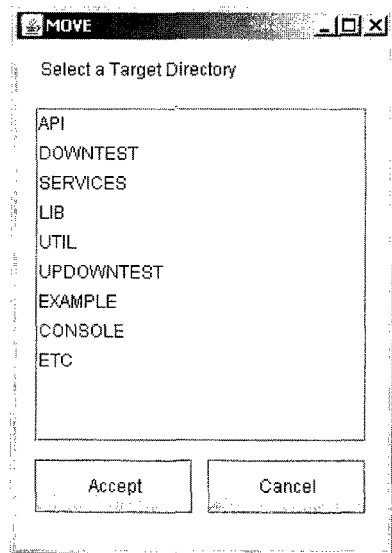 MOVE
Select a Target Directory
API
DOWNTEST
SERVICES
LIB
UTIL
UPDOWNTEST
EXAMPLE
CONSOLE
ETC
Accept Cancel